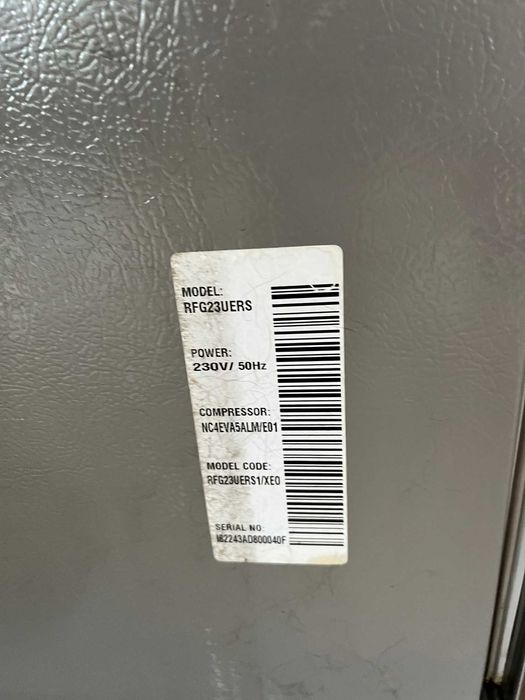 MODEL:
RFG23UERS
POWER:
230V/ 50Hz
COMPRESSOR:
NC4EVA5ALM/E01
MODEL CODE:
RFG23UERS1/XEO
SERIAL NO: